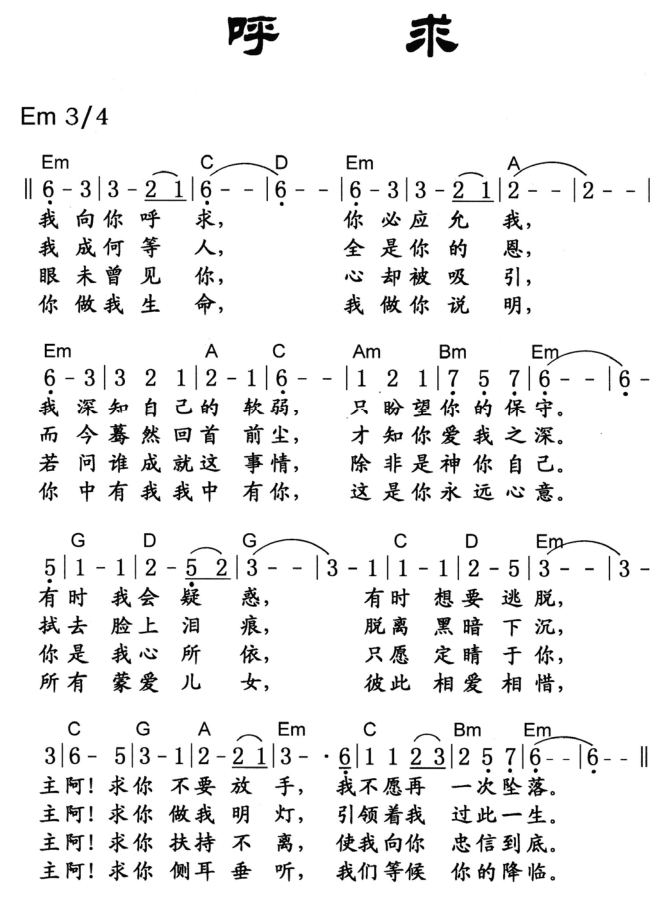 呼 求
Em 3/4
Em C D Em A
‖6 - 3|3 - 2 1|6 - -|6 - -|6 - 3|3 - 2 1|2 - -|2 - -|
我 向 你 呼 求, 你 必 应 允 我,
我 成 何 等 人, 全 是 你 的 恩,
眼 未 曾 见 你, 心 却 被 吸 引,
你 做 我 生 命, 我 做 你 说 明,
Em A C Am Bm Em
6 - 3|3 2 1|2 - 1|6 - -|1 2 1|7 5 7|6 - -|6 -
我 深 知 自 己 的 软 弱, 只 盼 望 你 的 保 守。
而 今 蓦 然 回 首 前 尘, 才 知 你 爱 我 之 深。
若 问 谁 成 就 这 事 情, 除 非 是 神 你 自 己。
你 中 有 我 我 中 有 你, 这 是 你 永 远 心 意。
G D G C D Em
5|1 - 1|2 - 5 2|3 - -|3 - 1|1 - 1|2 - 5|3 - -|3 -
有 时 我 会 疑 惑, 有 时 想 要 逃 脱,
拭 去 脸 上 泪 痕, 脱 离 黑 暗 下 沉,
你 是 我 心 所 依, 只 愿 定 睛 于 你,
所 有 蒙 爱 儿 女, 彼 此 相 爱 相 惜,
C G A Em C Bm Em
3|6 - 5|3 - 1|2 - 2 1|3 - · 6|1 1 2 3|2 5 7|6 - -|6 - ‖
主 阿! 求 你 不 要 放 手, 我 不 愿 再 一 次 坠 落。
主 阿! 求 你 做 我 明 灯, 引 领 着 我 过 此 一 生。
主 阿! 求 你 扶 持 不 离, 使 我 向 你 忠 信 到 底。
主 阿! 求 你 侧 耳 垂 听, 我 们 等 候 你 的 降 临。